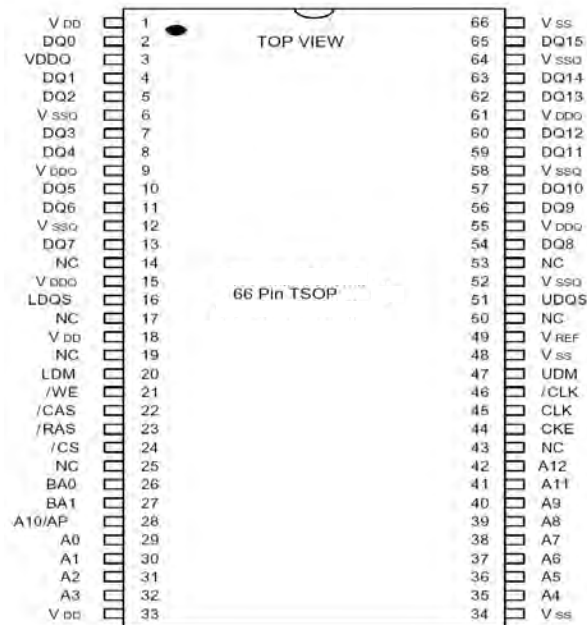 V DD 1 66 V SS
DQ0 2 TOP VIEW 65 DQ15
VDDQ 3 64 V SSQ
DQ1 4 63 DQ14
DQ2 5 62 DQ13
V SSQ 6 61 V DDQ
DQ3 7 60 DQ12
DQ4 8 59 DQ11
V DDQ 9 58 V SSQ
DQ5 10 57 DQ10
DQ6 11 56 DQ9
V SSQ 12 55 V DDQ
DQ7 13 54 DQ8
NC 14 53 NC
V DDQ 15 66 Pin TSOP 52 V SSQ
LDQS 16 51 UDQS
NC 17 50 NC
V DD 18 49 V REF
NC 19 48 V SS
LDM 20 47 UDM
/WE 21 46 /CLK
/CAS 22 45 CLK
/RAS 23 44 CKE
/CS 24 43 NC
NC 25 42 A12
BA0 26 41 A11
BA1 27 40 A9
A10/AP 28 39 A8
A0 29 38 A7
A1 30 37 A6
A2 31 36 A5
A3 32 35 A4
V DD 33 34 V SS